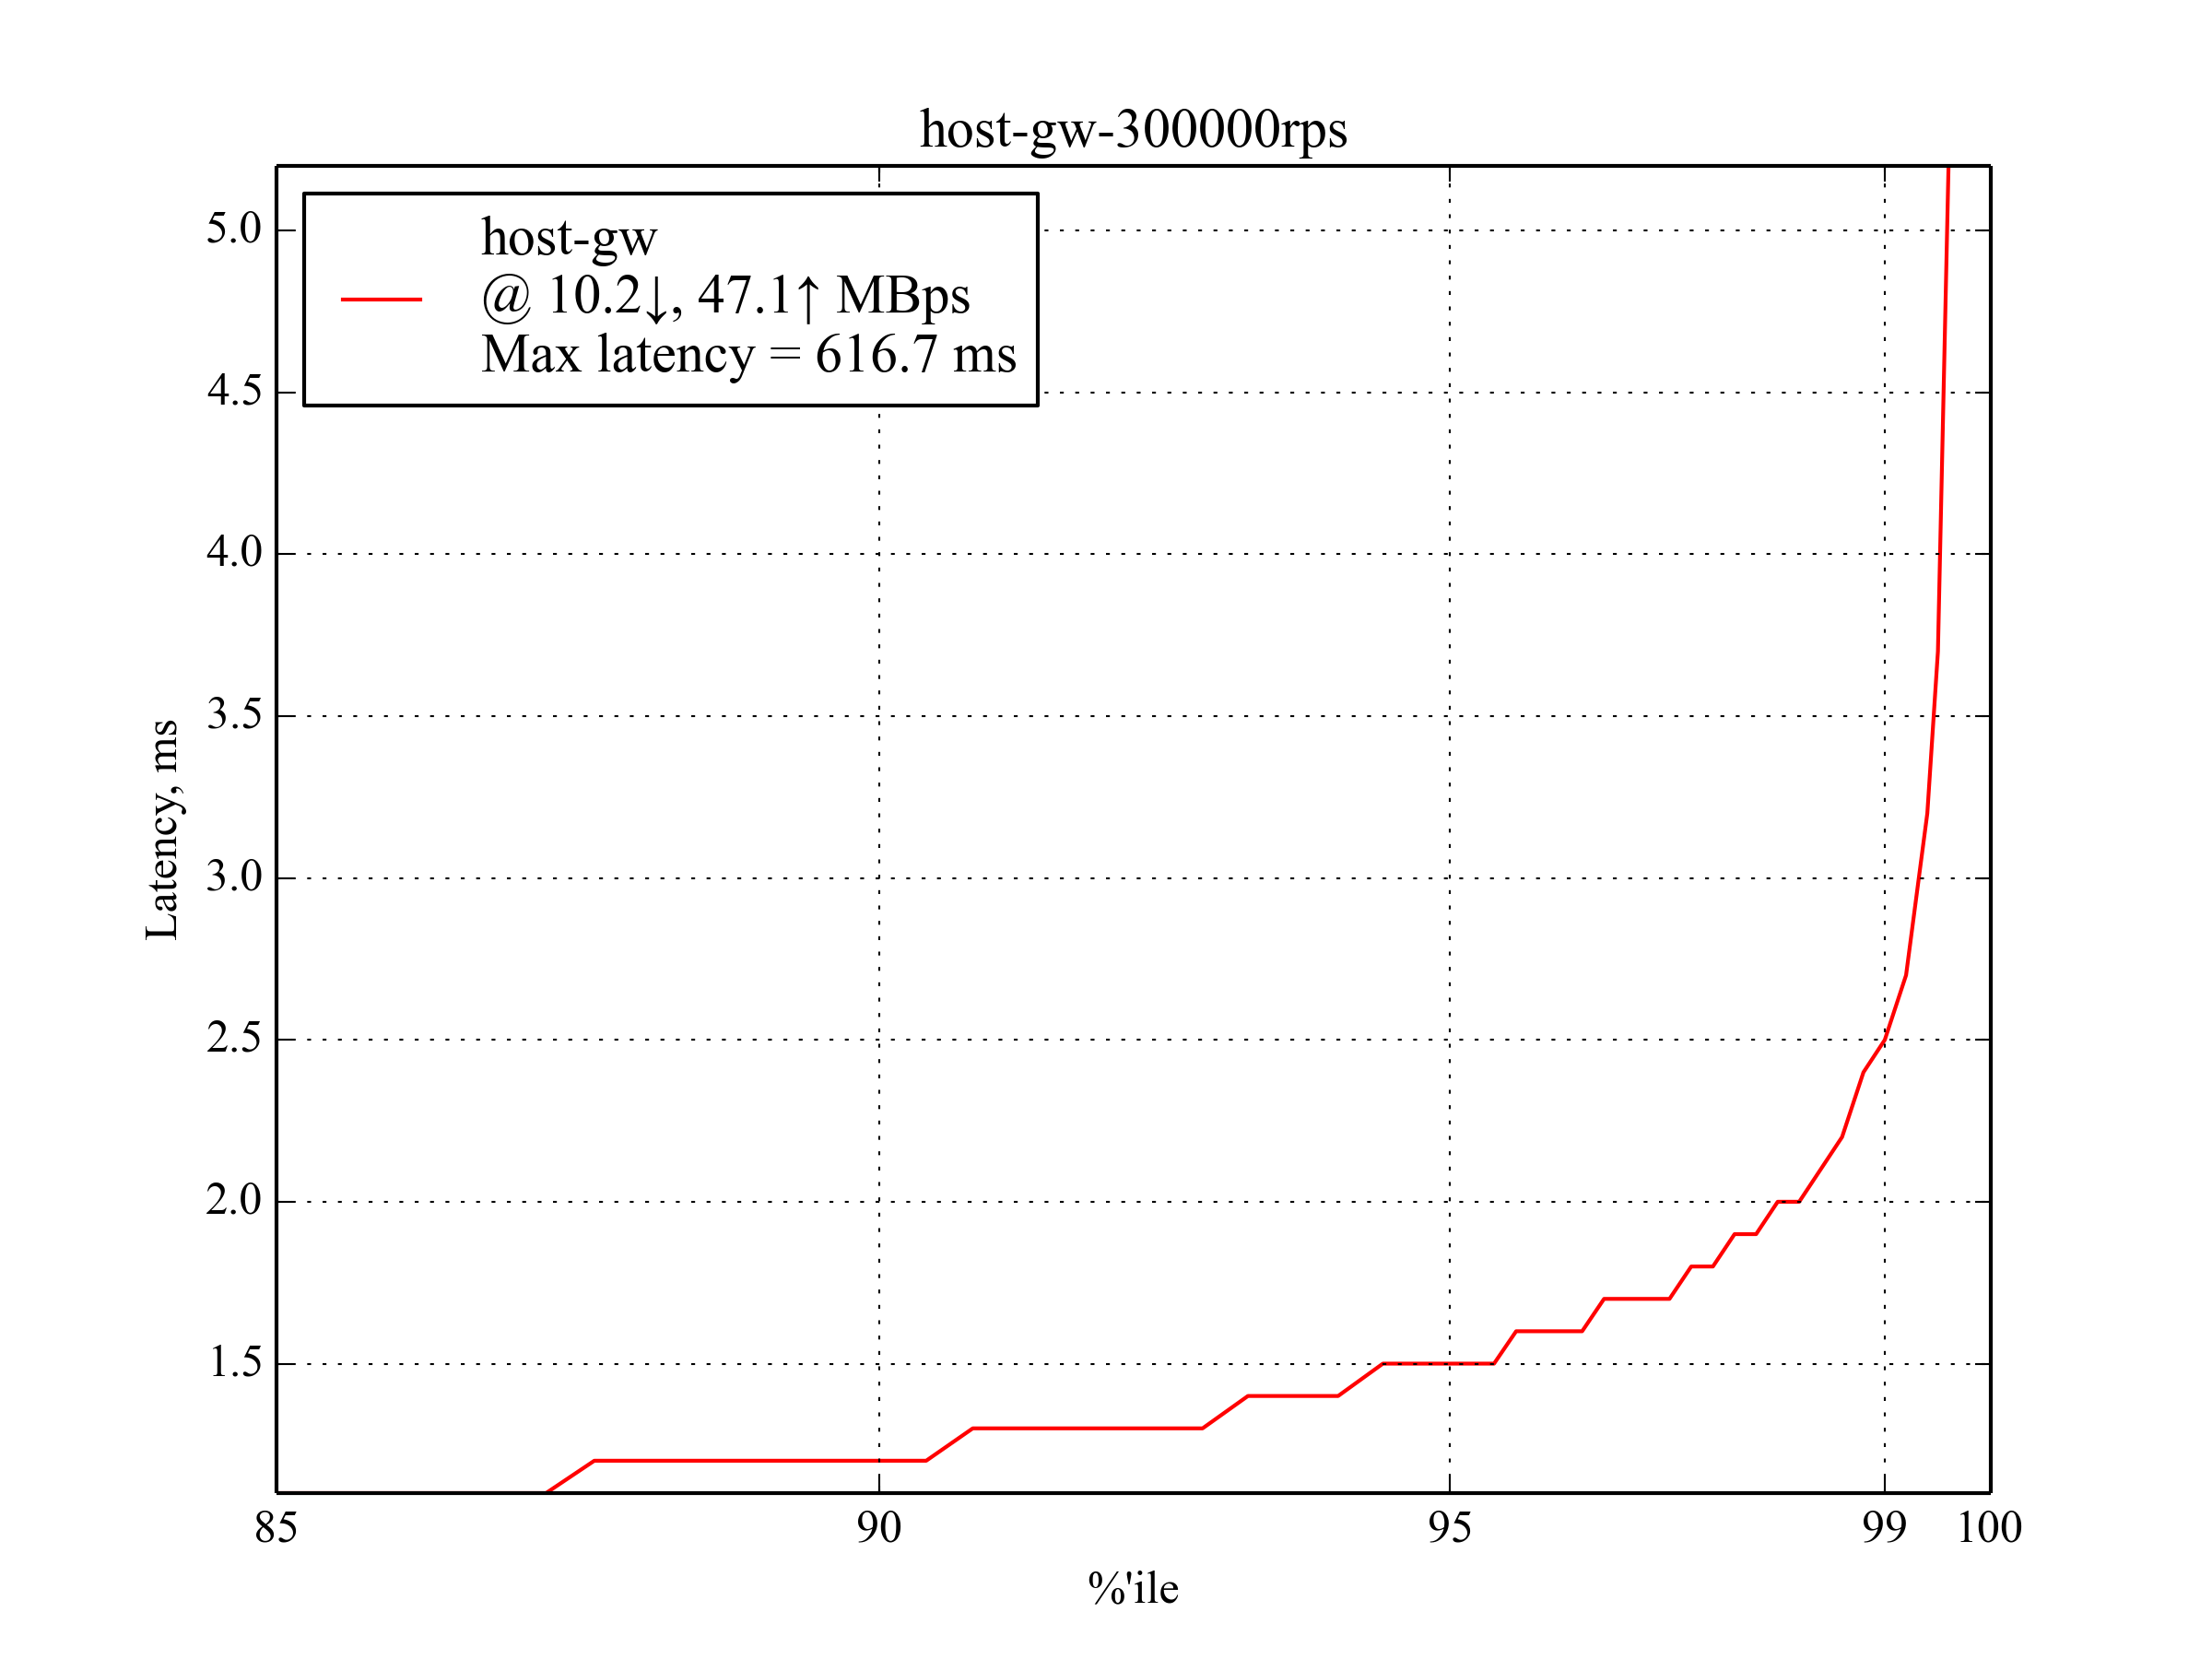 host-gw-300000rps
host-gw
@ 10.2↓, 47.1↑ MBps
Max latency = 616.7 ms
5.0
4.5
4.0
3.5
3.0
2.5
2.0
1.5
Latency, ms
85 90 95 99 100
%'ile